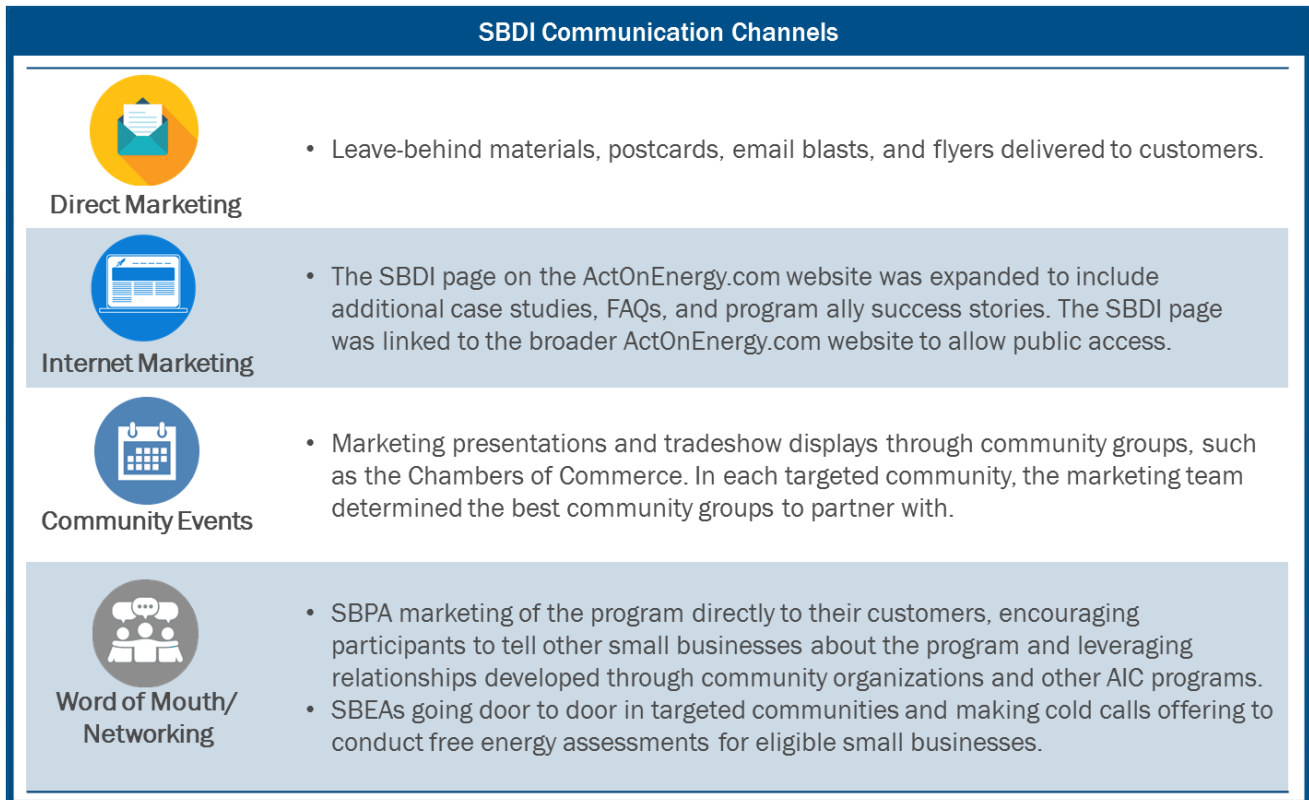 SBDI Communication Channels
Direct Marketing
• Leave-behind materials, postcards, email blasts, and flyers delivered to customers.
Internet Marketing
• The SBDI page on the ActOnEnergy.com website was expanded to include
additional case studies, FAQs, and program ally success stories. The SBDI page
was linked to the broader ActOnEnergy.com website to allow public access.
Community Events
• Marketing presentations and tradeshow displays through community groups, such
as the Chambers of Commerce. In each targeted community, the marketing team
determined the best community groups to partner with.
Word of Mouth/
Networking
• SBPA marketing of the program directly to their customers, encouraging
participants to tell other small businesses about the program and leveraging
relationships developed through community organizations and other AIC programs.
• SBEAs going door to door in targeted communities and making cold calls offering to
conduct free energy assessments for eligible small businesses.